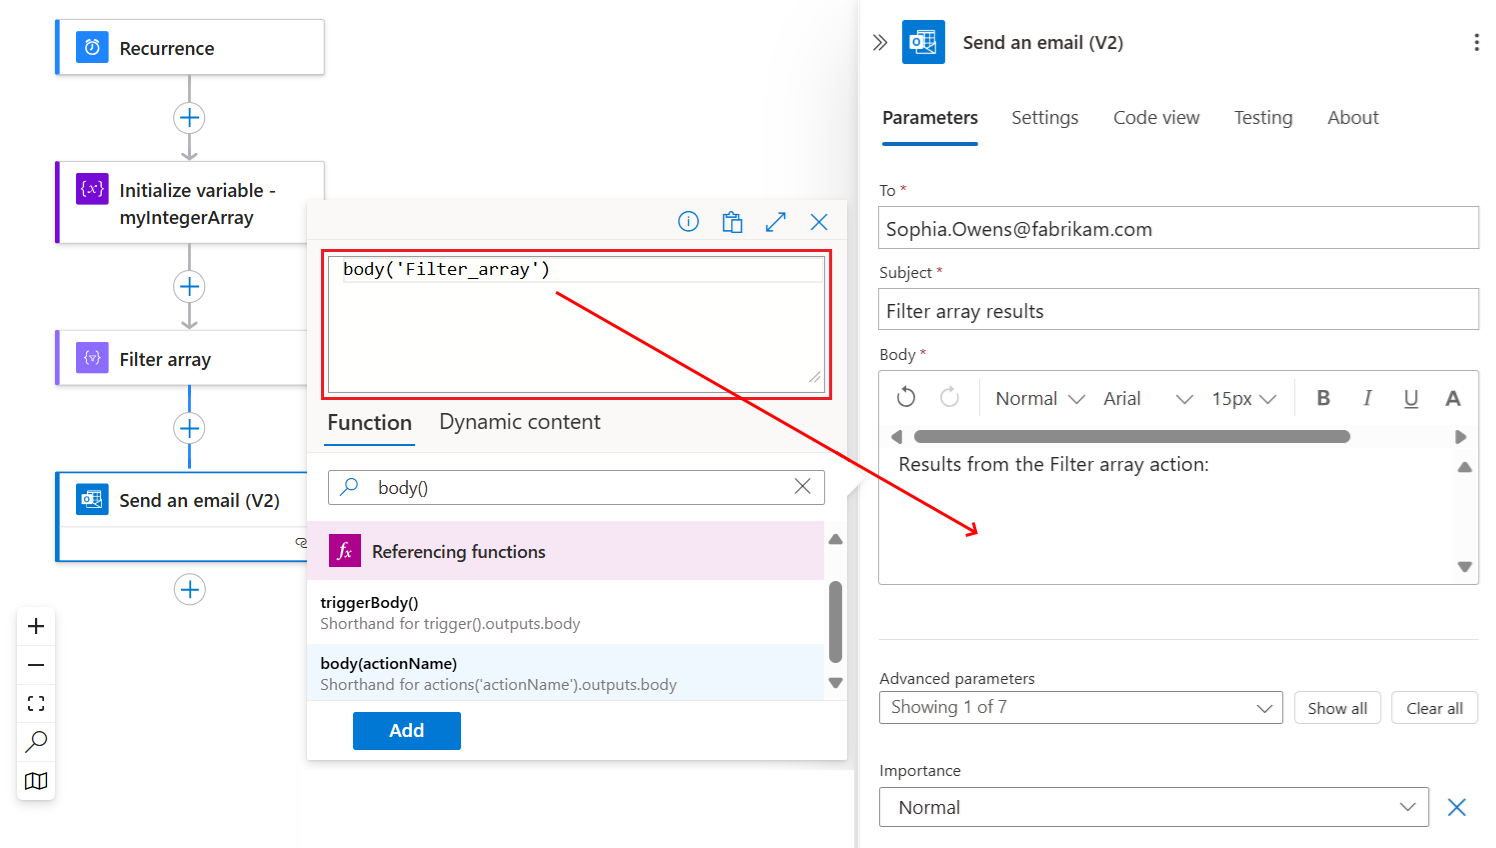 Recurrence
Initialize variable -
myIntegerArray
Filter array
Send an email (V2)
body('Filter_array')
Function
Dynamic content
body()
fx
Referencing functions
triggerBody()
Shorthand for trigger().outputs.body
body(actionName)
Shorthand for actions('actionName').outputs.body
Add
Send an email (V2)
Parameters
Settings
Code view
Testing
About
To *
Sophia.Owens@fabrikam.com
Subject *
Filter array results
Body *
Normal
Arial
15px
B
I
U
A
Results from the Filter array action:
Advanced parameters
Showing 1 of 7
Show all
Clear all
Importance
Normal